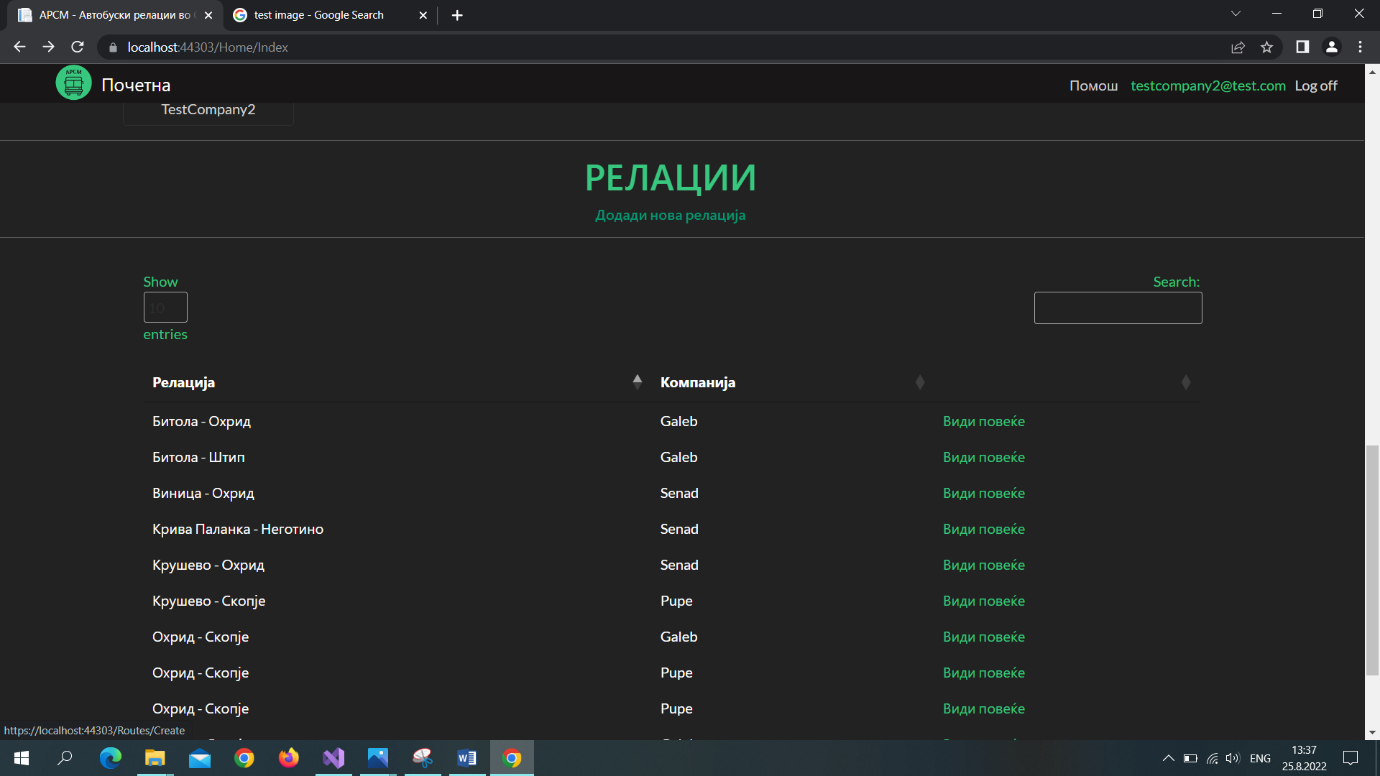 АРСМ - Автобуски релации во
test image - Google Search
localhost:44303/Home/Index
АРСМ
Почетна
Помош testcompany2@test.com Log off
TestCompany2
РЕЛАЦИИ
Додади нова релација
Show
10
entries
Search:
Релација Компанија
Битола - Охрид Galeb Види повеќе
Битола - Штип Galeb Види повеќе
Виница - Охрид Senad Види повеќе
Крива Паланка - Неготино Senad Види повеќе
Крушево - Охрид Senad Види повеќе
Крушево - Скопје Pupe Види повеќе
Охрид - Скопје Galeb Види повеќе
Охрид - Скопје Pupe Види повеќе
Охрид - Скопје Pupe Види повеќе
https://localhost:44303/Routes/Create
ENG
13:37
25.8.2022